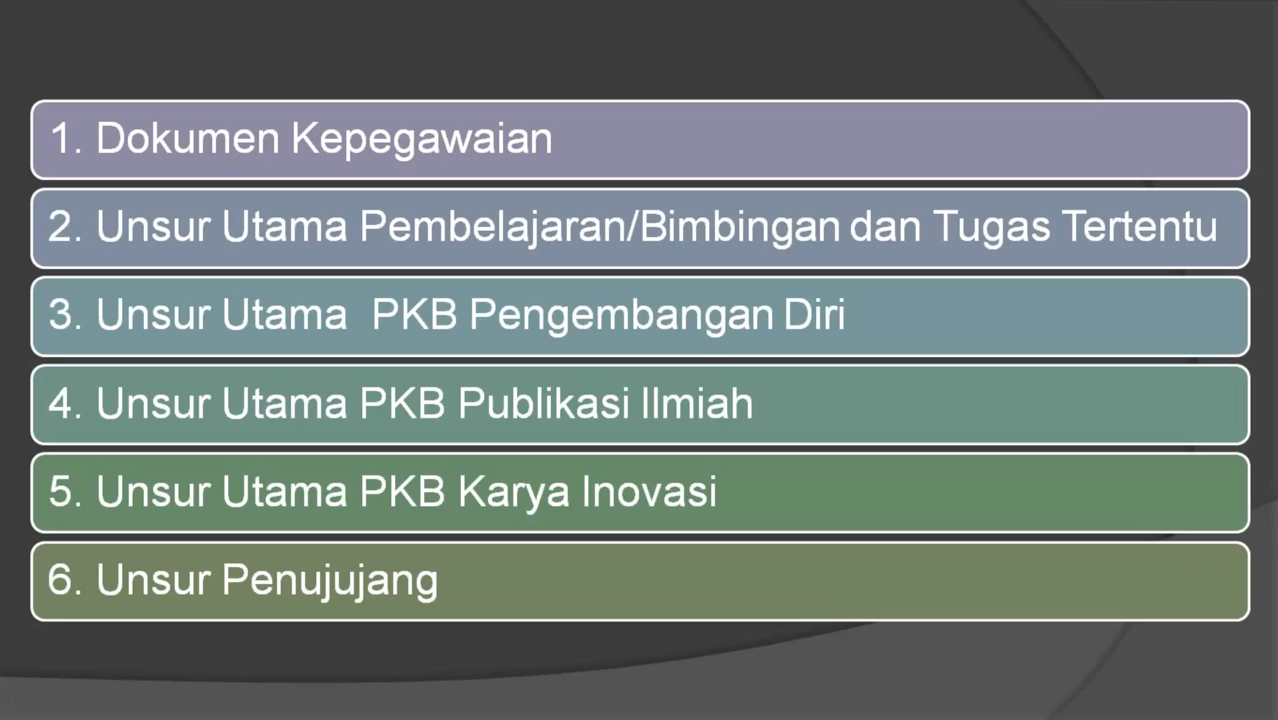 1. Dokumen Kepegawaian
2. Unsur Utama Pembelajaran/Bimbingan dan Tugas Tertentu
3. Unsur Utama  PKB Pengembangan Diri
4. Unsur Utama PKB Publikasi Ilmiah
5. Unsur Utama PKB Karya Inovasi
6. Unsur Penujujang